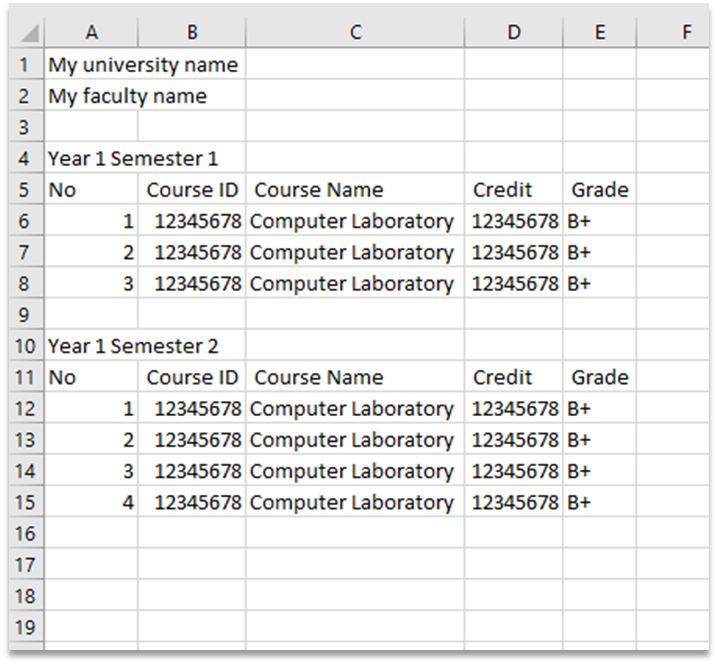 A B C D E F
1 My university name
2 My faculty name
3
4 Year 1 Semester 1
5 No Course ID Course Name Credit Grade
6 1 12345678 Computer Laboratory 12345678 B+
7 2 12345678 Computer Laboratory 12345678 B+
8 3 12345678 Computer Laboratory 12345678 B+
9
10 Year 1 Semester 2
11 No Course ID Course Name Credit Grade
12 1 12345678 Computer Laboratory 12345678 B+
13 2 12345678 Computer Laboratory 12345678 B+
14 3 12345678 Computer Laboratory 12345678 B+
15 4 12345678 Computer Laboratory 12345678 B+
16
17
18
19